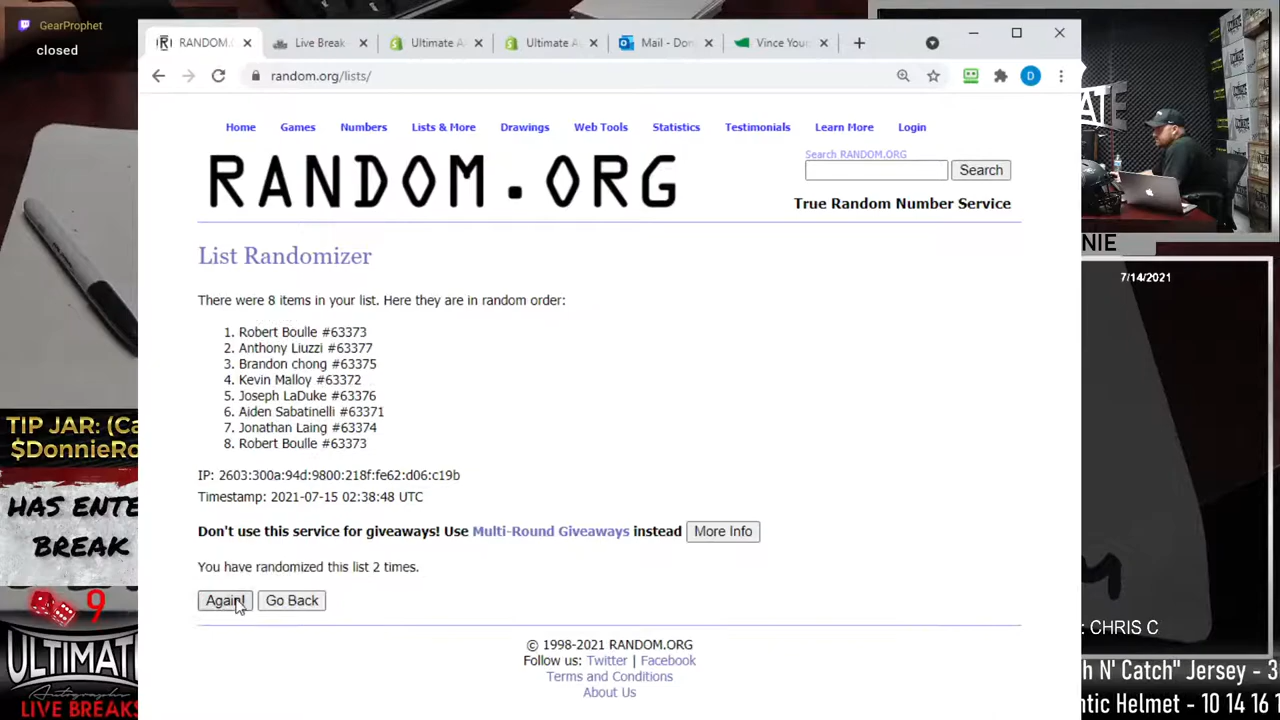 GearProphet
closed
RANDOM.
Live Break
Ultimate A
Ultimate A
Mail - Don
Vince You
random.org/lists/
D
Home Games Numbers Lists & More Drawings Web Tools Statistics Testimonials Learn More Login
RANDOM.ORG
Search RANDOM.ORG
Search
True Random Number Service
List Randomizer
There were 8 items in your list. Here they are in random order:
1. Robert Boulle #63373
2. Anthony Liuzzi #63377
3. Brandon chong #63375
4. Kevin Malloy #63372
5. Joseph LaDuke #63376
6. Aiden Sabatinelli #63371
7. Jonathan Laing #63374
8. Robert Boulle #63373
IP: 2603:300a:94d:9800:218f:fe62:d06:c19b
Timestamp: 2021-07-15 02:38:48 UTC
Don't use this service for giveaways! Use Multi-Round Giveaways instead More Info
You have randomized this list 2 times.
Again! Go Back
© 1998-2021 RANDOM.ORG
Follow us: Twitter | Facebook
Terms and Conditions
About Us
TIP JAR: (Ca
$DonnieRo
HAS ENTE
BREAK
9
ULTIMAT
Autographs
LIVE BREAKS
ATE
NIE
7/14/2021
: CHRIS C
h N' Catch" Jersey - 3
ntic Helmet - 10 14 16 1